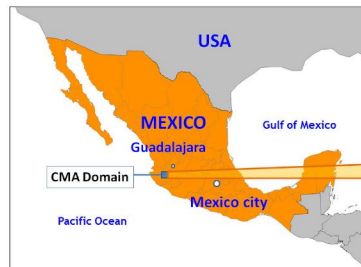 USA
MEXICO
Gulf of Mexico
Guadalajara
CMA Domain
Mexico city
Pacific Ocean